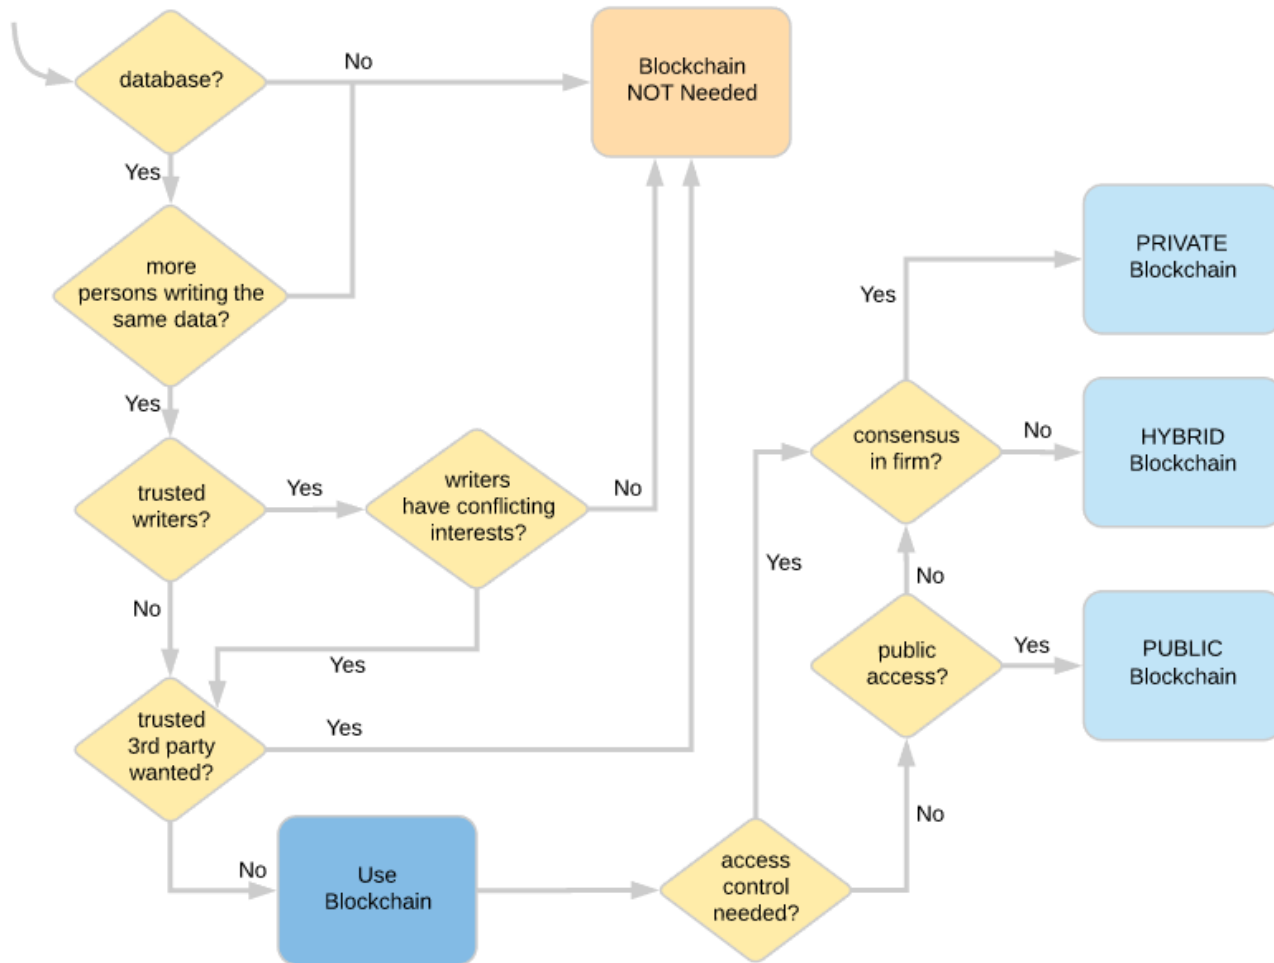 database?
No
Blockchain
NOT Needed
Yes
more
persons writing the
same data?
Yes
trusted
writers?
Yes
writers
have conflicting
interests?
No
No
Yes
trusted
3rd party
wanted?
Yes
No
Use
Blockchain
access
control
needed?
Yes
No
public
access?
Yes
PUBLIC
Blockchain
No
consensus
in firm?
No
HYBRID
Blockchain
Yes
PRIVATE
Blockchain